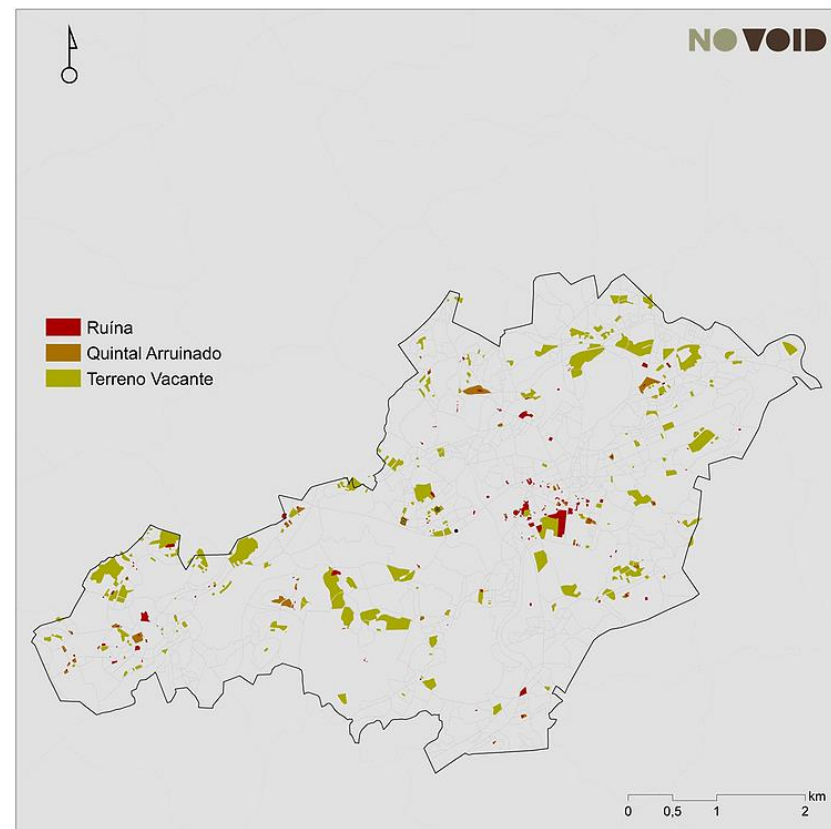 NO VOID
Ruína
Quintal Arruinado
Terreno Vacante
km
0 0,5 1 2